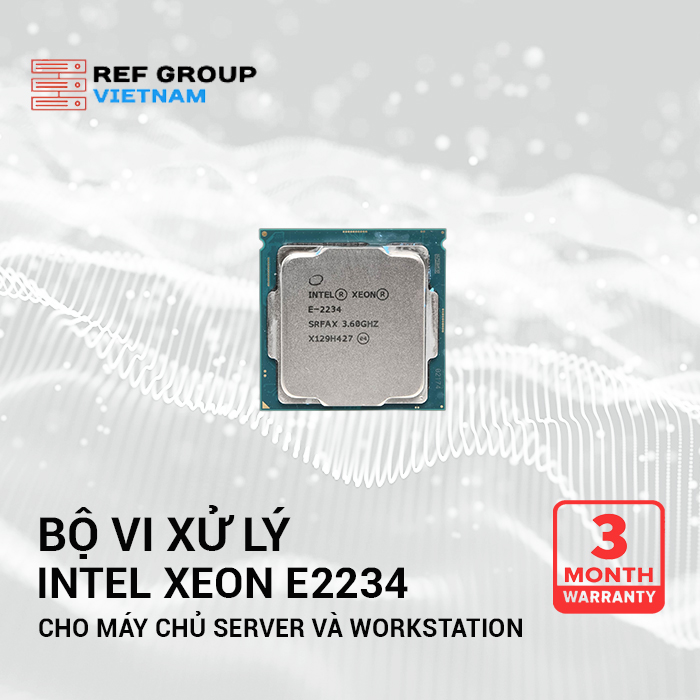 REF GROUP
VIETNAM
INTEL® XEON®
E-2234
SRFAX 3.60GHZ
X129H427 e4
BỘ VI XỬ LÝ
INTEL XEON E2234
CHO MÁY CHỦ SERVER VÀ WORKSTATION
3
MONTH
WARRANTY